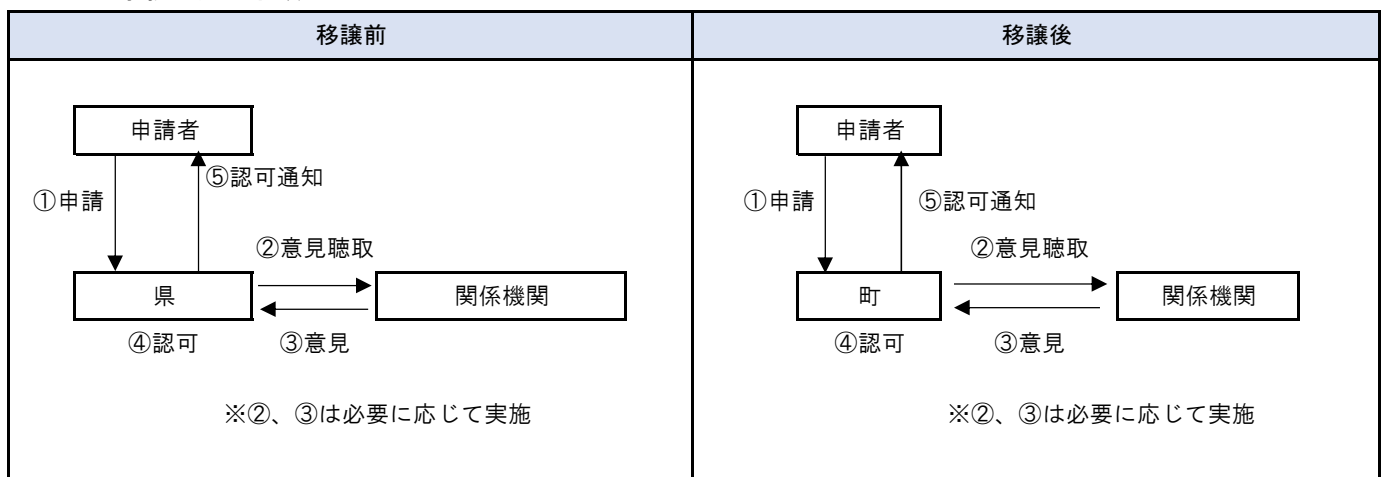 移譲前
申請者
①申請
⑤認可通知
②意見聴取
県
関係機関
④認可
③意見
※②、③は必要に応じて実施
移譲後
申請者
①申請
⑤認可通知
②意見聴取
町
関係機関
④認可
③意見
※②、③は必要に応じて実施